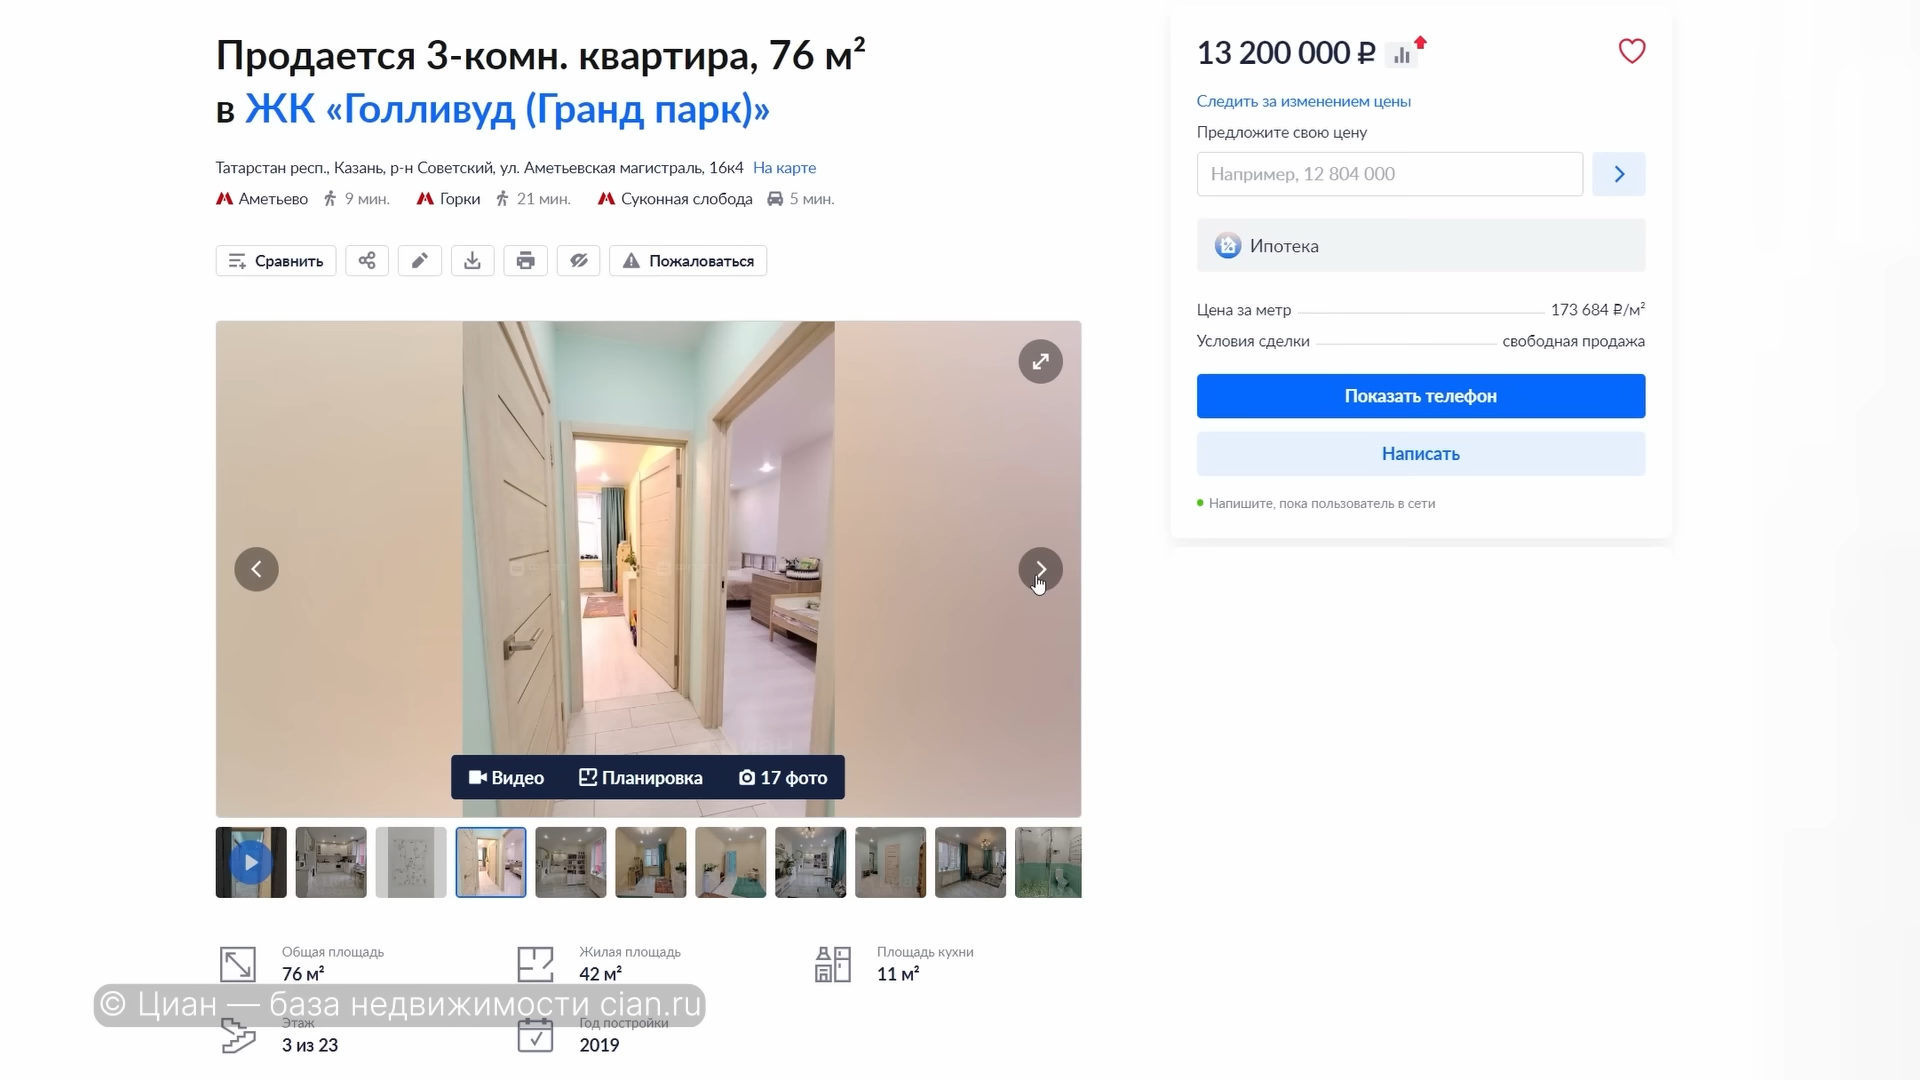 Продается 3-комн. квартира, 76 м²
в ЖК «Голливуд (Гранд парк)»
Татарстан респ., Казань, р-н Советский, ул. Аметьевская магистраль, 16к4 На карте
Аметьево 9 мин. Горки 21 мин. Суконная слобода 5 мин.
Сравнить Пожаловаться
Видео Планировка 17 фото
Общая площадь Жилая площадь Площадь кухни
76 м² 42 м² 11 м²
© Циан — база недвижимости cian.ru
Этаж Год постройки
3 из 23 2019
13 200 000 ₽
Следить за изменением цены
Предложите свою цену
Например, 12 804 000
Ипотека
Цена за метр 173 684 ₽/м²
Условия сделки свободная продажа
Показать телефон
Написать
Напишите, пока пользователь в сети